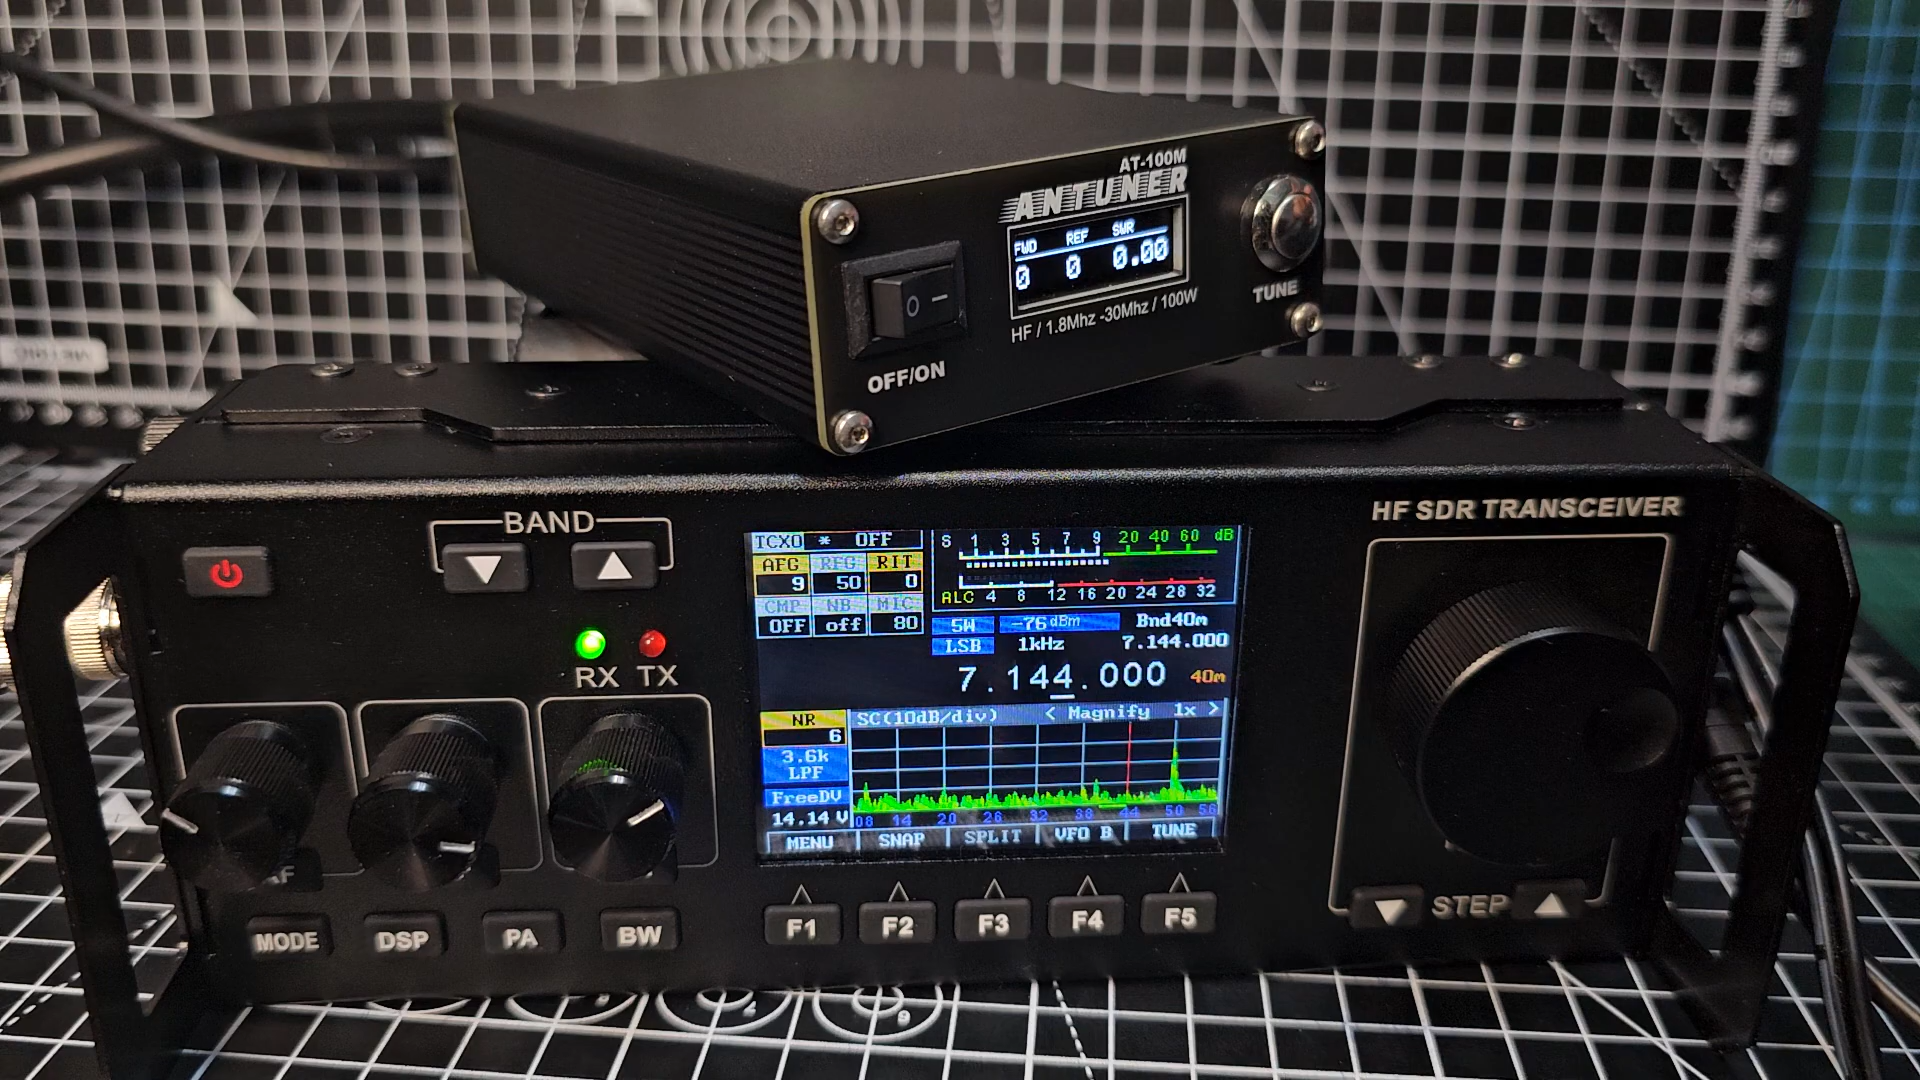 AT-100M
ANTUNER
FWD REF SWR
0 0 0.00
HF / 1.8Mhz -30Mhz / 100W
TUNE
OFF/ON
HF SDR TRANSCEIVER
BAND
RX TX
TCXO * OFF
AFG RFG RIT
9 50 0
CMP NB MIC
OFF off 80
S 1 3 5 7 9 20 40 60 dB
ALC 4 8 12 16 20 24 28 32
5W -76 dBm Bnd40m
LSB 1kHz 7.144.000
7.144.000 40m
NR
6
3.6k
LPF
FreeDV
14.14 V
SC(10dB/div) < Magnify 1x >
08 14 20 26 32 38 44 50 56
MENU SNAP SPLIT VFO B TUNE
MODE DSP PA BW
F1 F2 F3 F4 F5
STEP